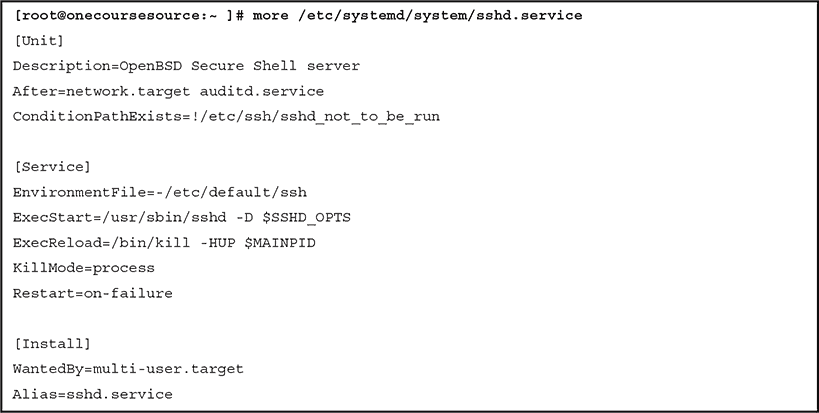 [root@onecoursesource:~ ]# more /etc/systemd/system/sshd.service
[Unit]
Description=OpenBSD Secure Shell server
After=network.target auditd.service
ConditionPathExists=!/etc/ssh/sshd_not_to_be_run
[Service]
EnvironmentFile=-/etc/default/ssh
ExecStart=/usr/sbin/sshd -D $SSHD_OPTS
ExecReload=/bin/kill -HUP $MAINPID
KillMode=process
Restart=on-failure
[Install]
WantedBy=multi-user.target
Alias=sshd.service